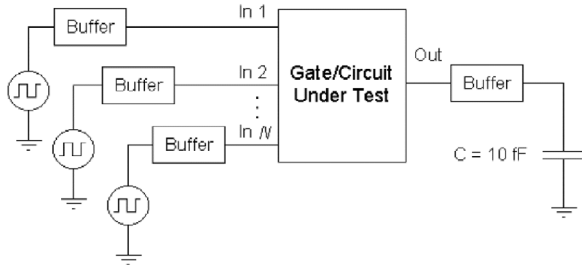 In 1
Buffer
Gate/Circuit
Under Test
In 2
Buffer
Out
Buffer
In N
Buffer
C = 10 fF